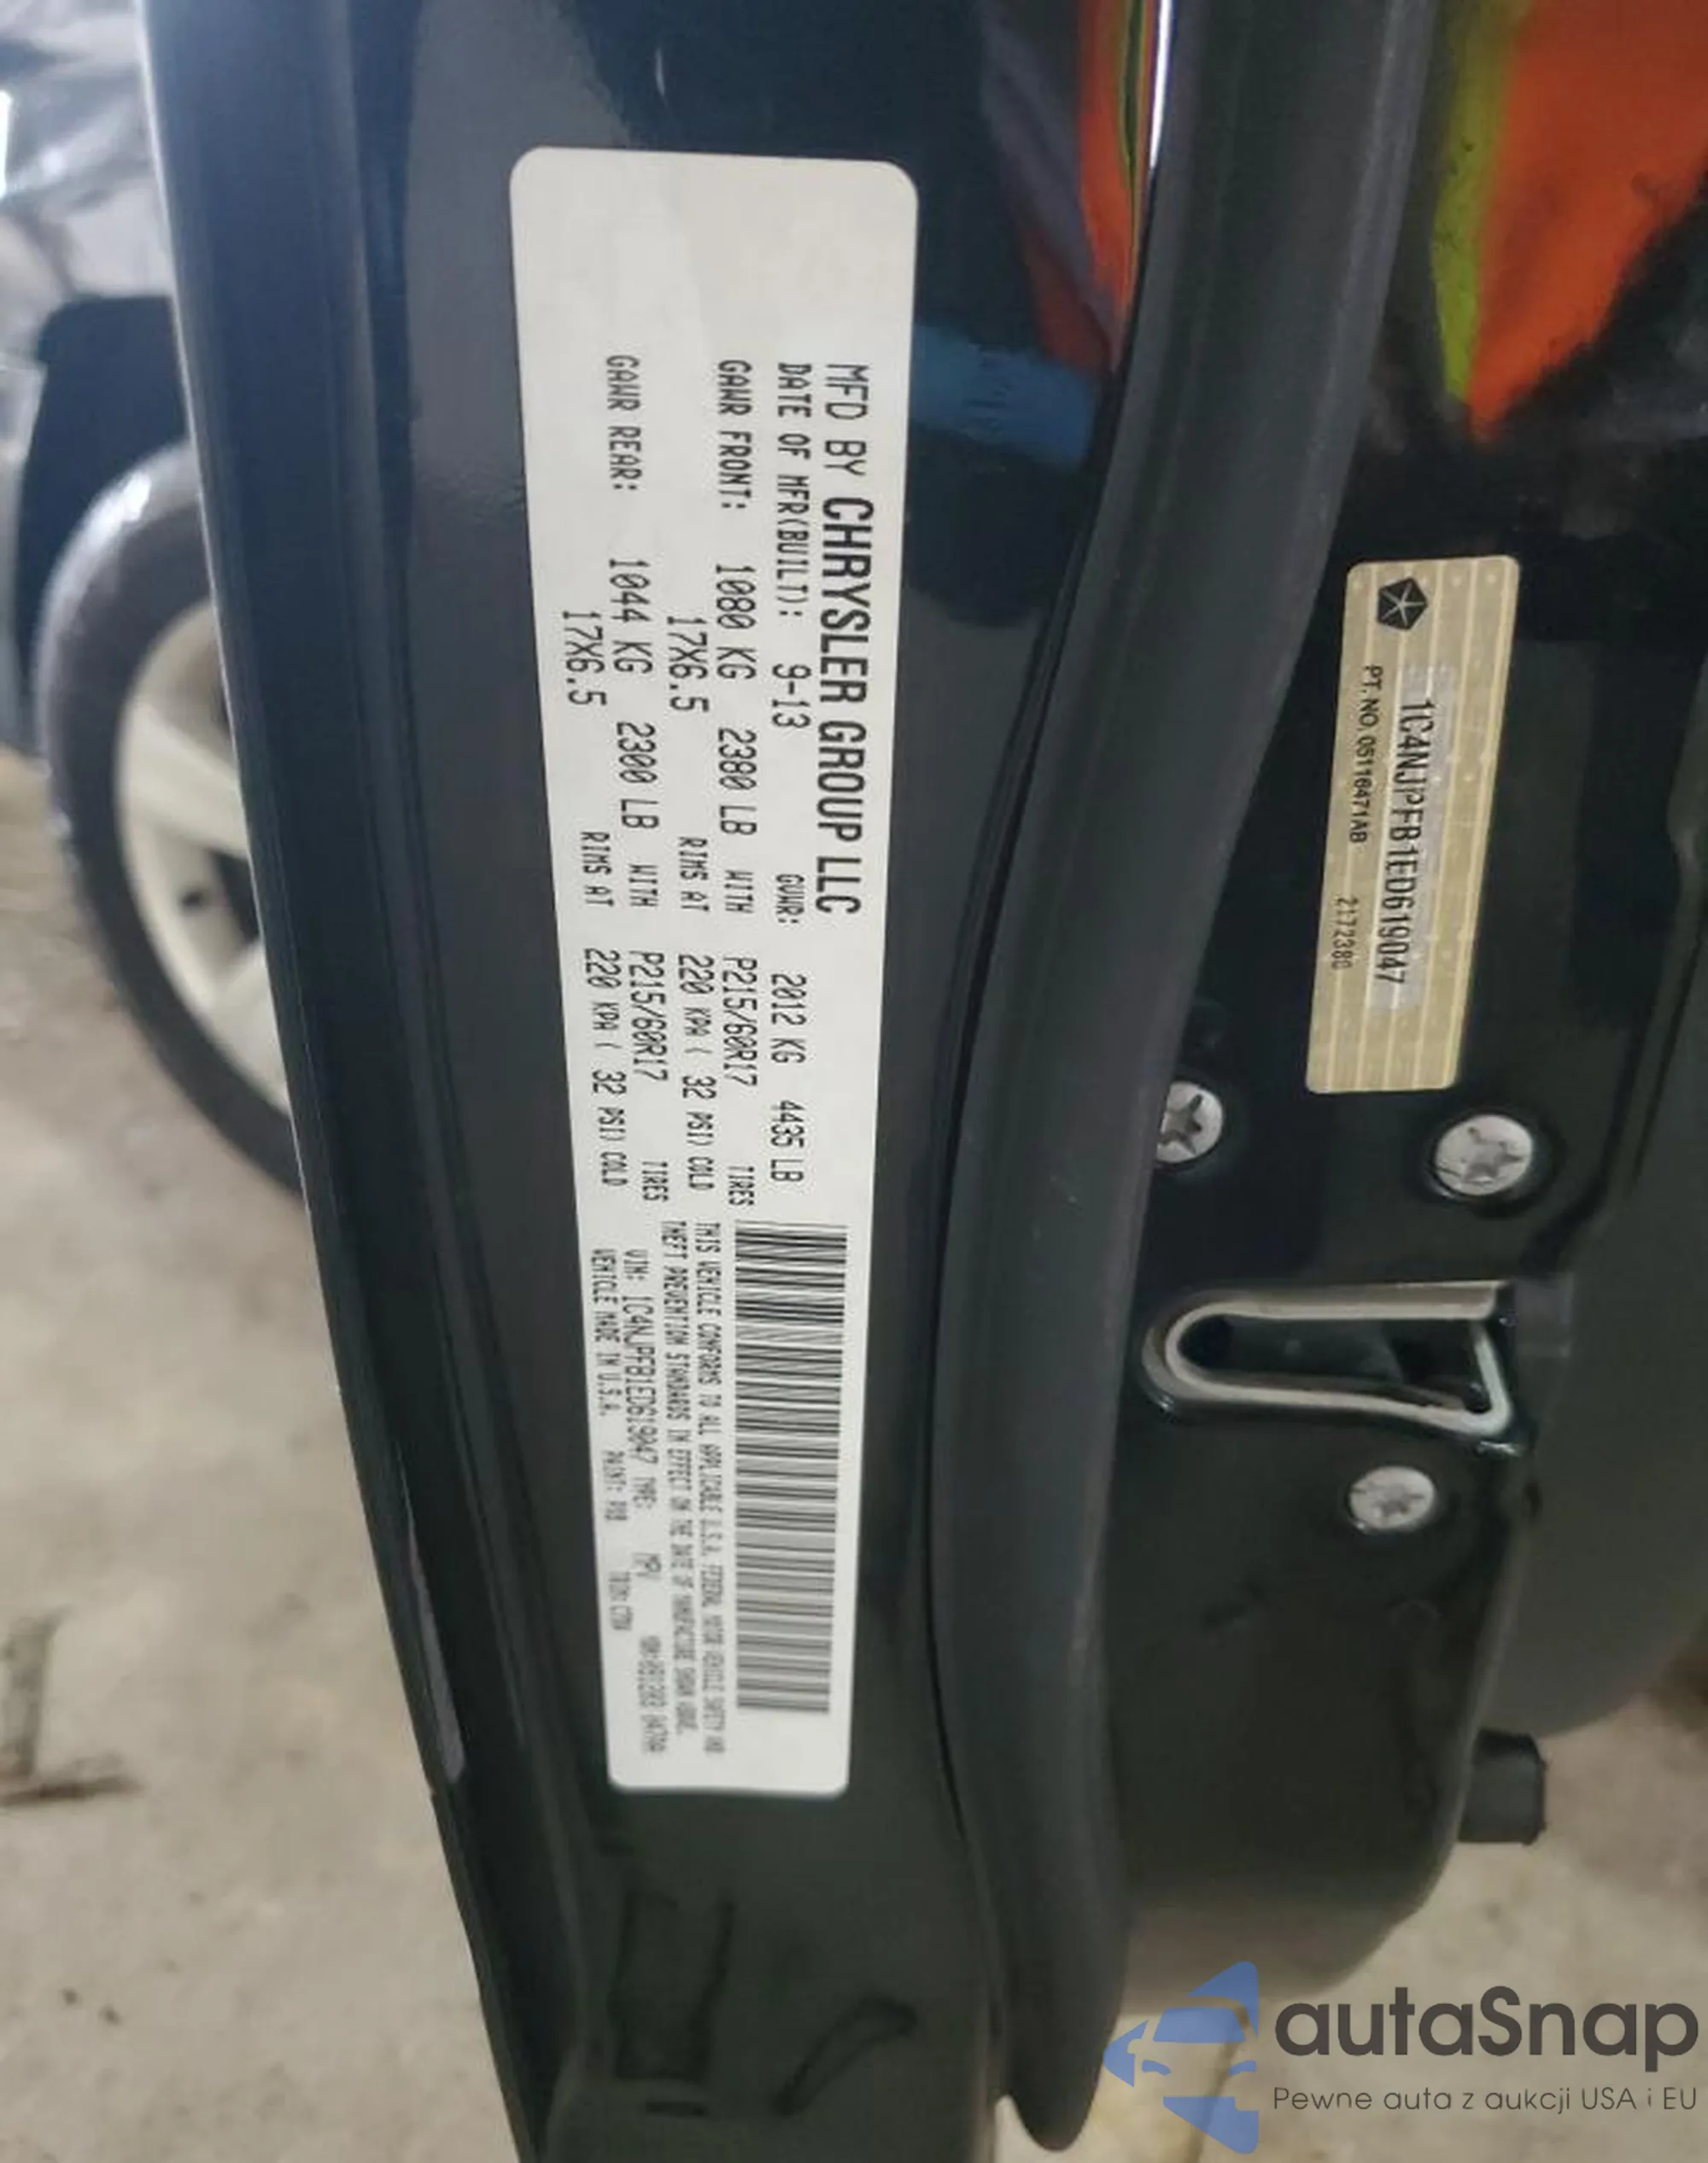 MFD BY CHRYSLER GROUP LLC
DATE OF MFR(BUILT): 9-13 GVWR: 2012 KG 4435 LB
GAWR FRONT: 1080 KG 2380 LB WITH P215/60R17 TIRES
17X6.5 RIMS AT 220 KPA ( 32 PSI) COLD
GAWR REAR: 1044 KG 2300 LB WITH P215/60R17 TIRES
17X6.5 RIMS AT 220 KPA ( 32 PSI) COLD
THIS VEHICLE CONFORMS TO ALL APPLICABLE U.S.A. FEDERAL MOTOR VEHICLE SAFETY AND
THEFT PREVENTION STANDARDS IN EFFECT ON THE DATE OF MANUFACTURE SHOWN ABOVE.
VIN: 1C4NJPFB1ED619047 TYPE: MPV
VEHICLE MADE IN U.S.A. PAINT: TRIM:
1C4NJPFB1ED619047
PT. NO. 05116471AB 2172380
autaSnap
Pewne auta z aukcji USA i EU